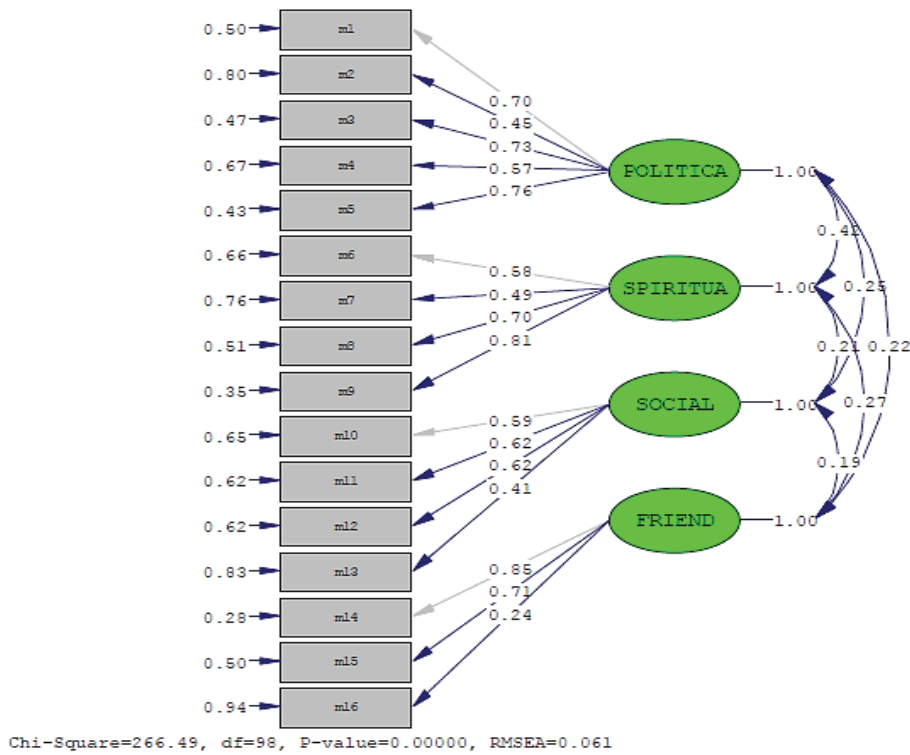 0.50 m1
0.80 m2
0.47 m3
0.67 m4
0.43 m5
0.66 m6
0.76 m7
0.51 m8
0.35 m9
0.65 m10
0.62 m11
0.62 m12
0.83 m13
0.28 m14
0.50 m15
0.94 m16
0.70
0.45
0.73
0.57
0.76
0.58
0.49
0.70
0.81
0.59
0.62
0.62
0.41
0.85
0.71
0.24
POLITICA 1.00
SPIRITUA 1.00
SOCIAL 1.00
FRIEND 1.00
0.42
0.25
0.21 0.22
0.27
0.19
Chi-Square=266.49, df=98, P-value=0.00000, RMSEA=0.061